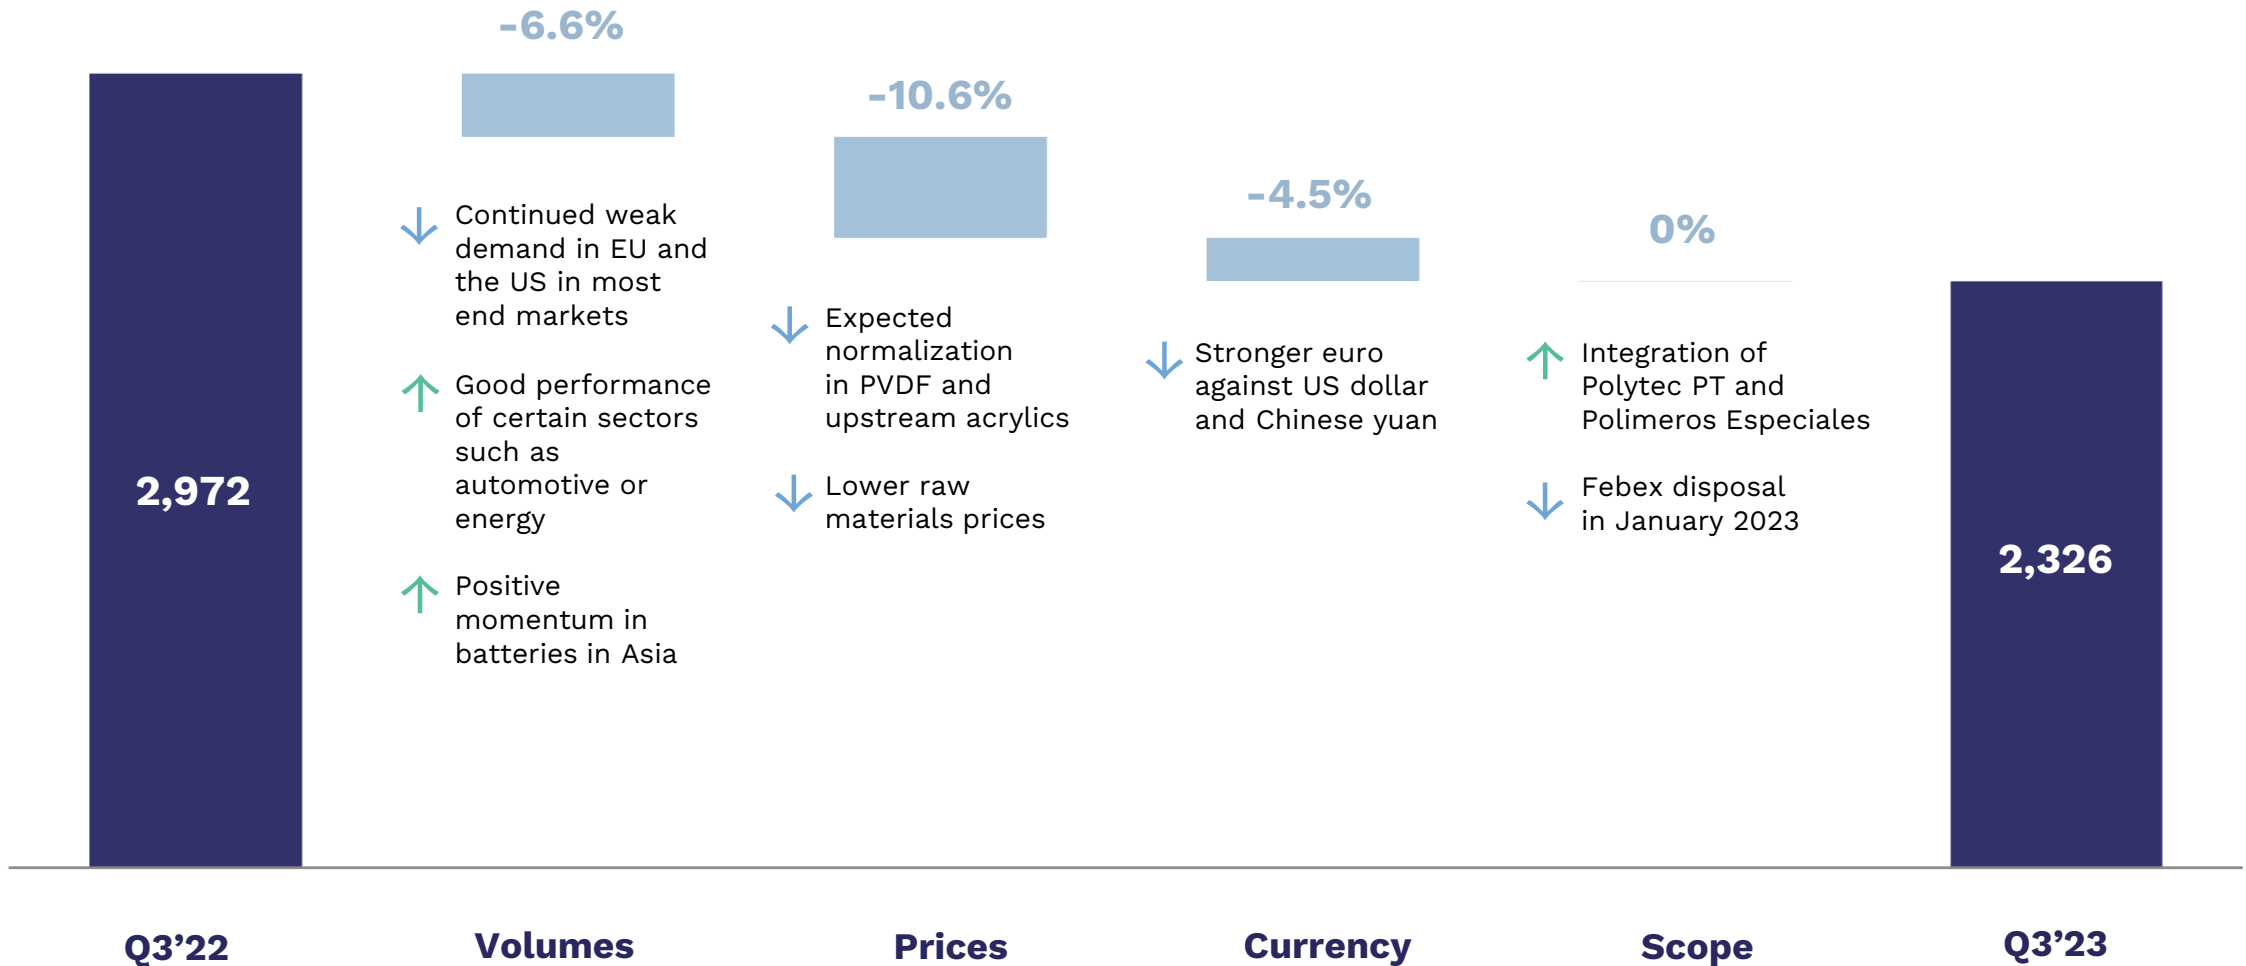 -6.6%
-10.6%
-4.5%
0%
2,972
Continued weak
demand in EU and
the US in most
end markets
Good performance
of certain sectors
such as
automotive or
energy
Positive
momentum in
batteries in Asia
Expected
normalization
in PVDF and
upstream acrylics
Lower raw
materials prices
Stronger euro
against US dollar
and Chinese yuan
Integration of
Polytec PT and
Polimeros Especiales
Febex disposal
in January 2023
2,326
Q3’22
Volumes
Prices
Currency
Scope
Q3’23